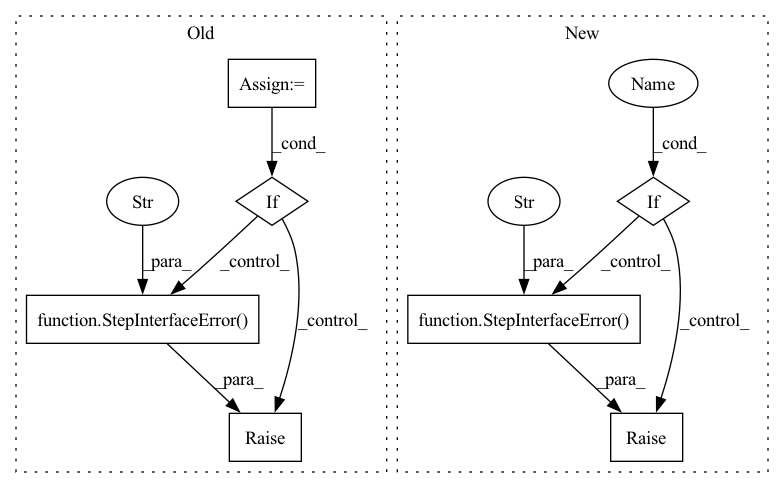 Old
New
Assign:=
Name
_cond_
_cond_
Str
If
Str
If
_para_
_control_
_para_
_control_
function.StepInterfaceError()
_control_
function.StepInterfaceError()
_control_
_para_
_para_
Raise
Raise